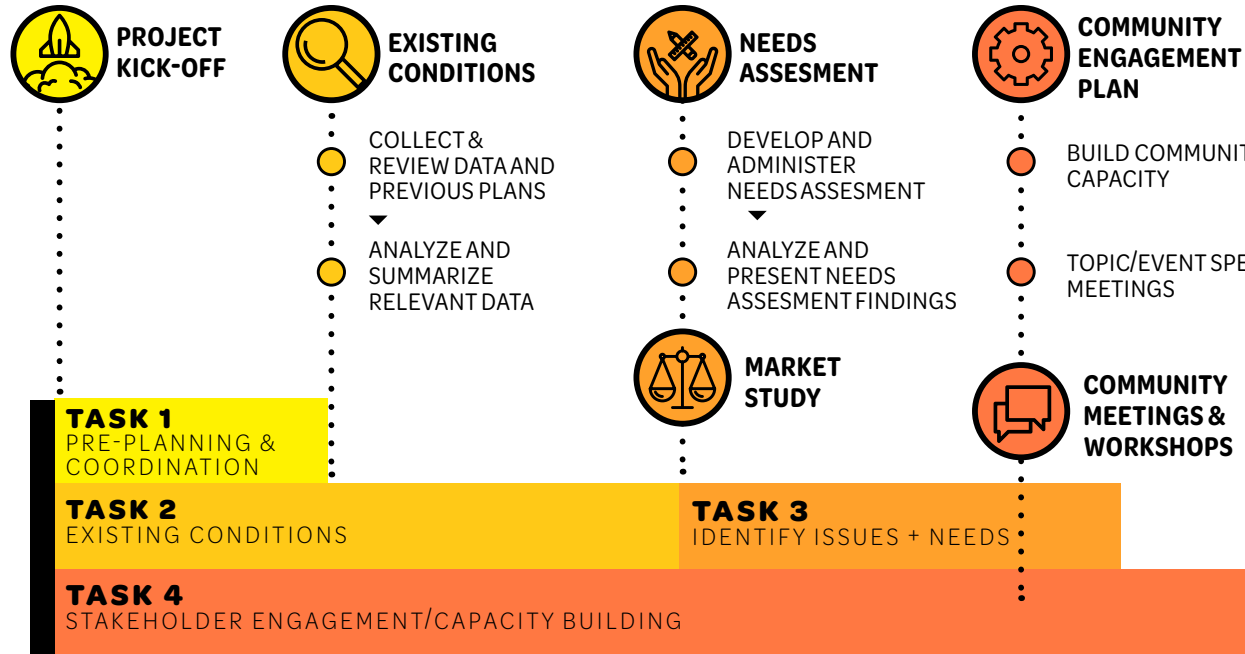 PROJECT
KICK-OFF
EXISTING
CONDITIONS
COLLECT &
REVIEW DATA AND
PREVIOUS PLANS
ANALYZE AND
SUMMARIZE
RELEVANT DATA
NEEDS
ASSESMENT
DEVELOP AND
ADMINISTER
NEEDS ASSESMENT
ANALYZE AND
PRESENT NEEDS
ASSESMENT FINDINGS
MARKET
STUDY
COMMUNITY
ENGAGEMENT
PLAN
BUILD
CAPACITY
TOPIC/EVENT
MEETINGS
COMMUNITY
MEETINGS &
WORKSHOPS
TASK 1
PRE-PLANNING &
COORDINATION
TASK 2
EXISTING CONDITIONS
TASK 3
IDENTIFY ISSUES + NEEDS
TASK 4
STAKEHOLDER ENGAGEMENT/CAPACITY BUILDING